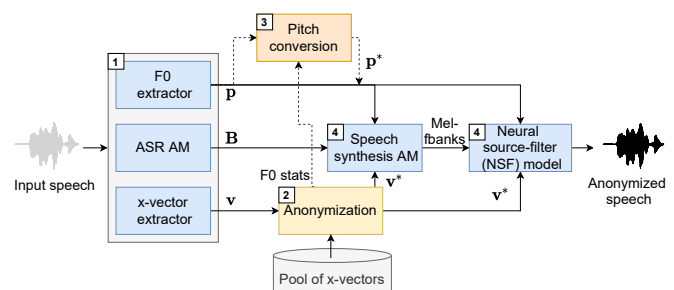 3
Pitch
conversion
p*
1
F0
extractor
p
Input speech
ASR AM
B
4
Speech
synthesis AM
Mel-
fbanks
4
Neural
source-filter
(NSF) model
Anonymized
speech
F0 stats
v*
v*
x-vector
extractor
v
2
Anonymization
Pool of x-vectors